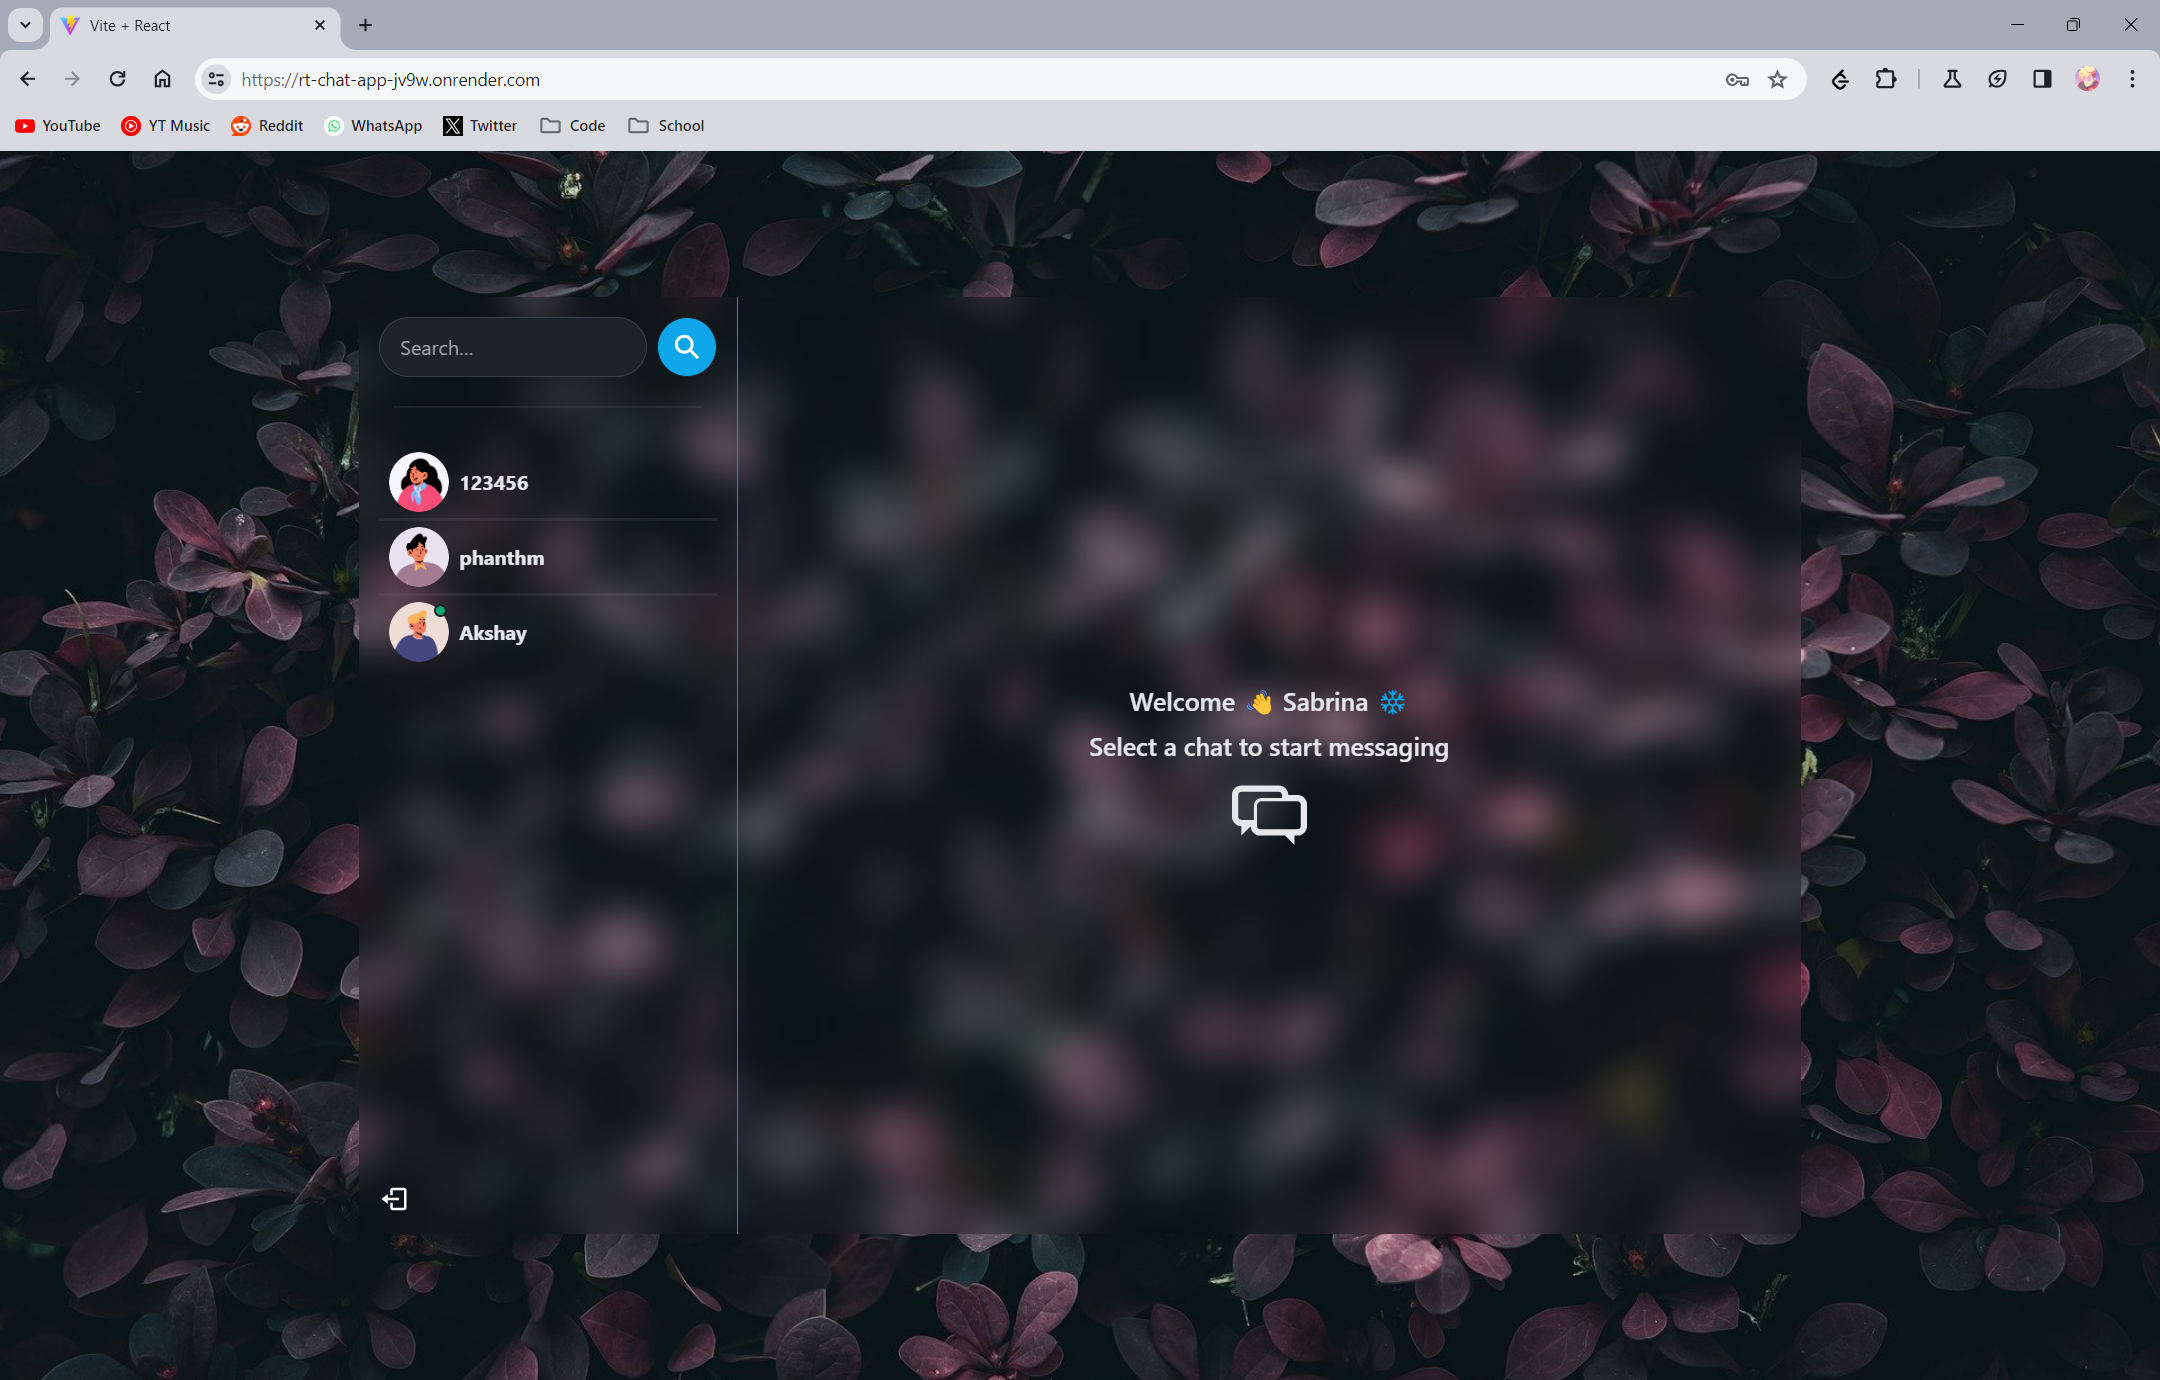 Vite + React
https://rt-chat-app-jv9w.onrender.com
YouTube YT Music Reddit WhatsApp Twitter Code School
Search...
123456
phanthm
Akshay
Welcome 👋 Sabrina ❄
Select a chat to start messaging